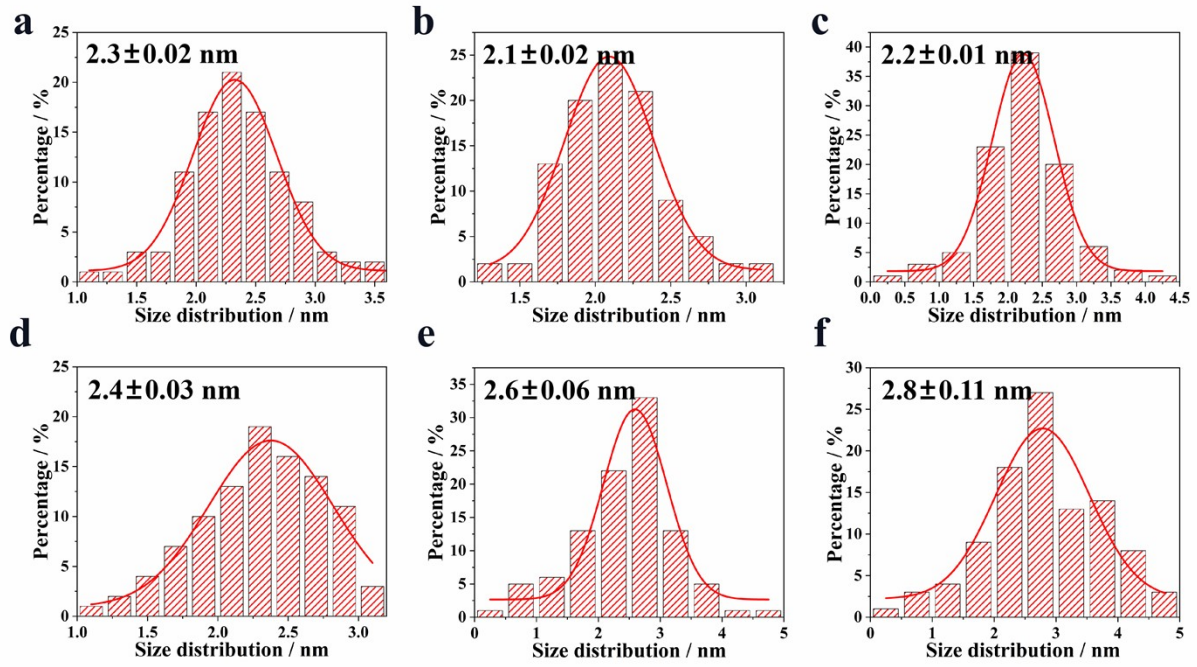 a
2.3±0.02 nm
25
20
15
10
5
0
Percentage / %
1.0 1.5 2.0 2.5 3.0 3.5
Size distribution / nm
b
2.1±0.02 nm
25
20
15
10
5
0
Percentage / %
1.5 2.0 2.5 3.0
Size distribution / nm
c
2.2±0.01 nm
40
35
30
25
20
15
10
5
0
Percentage / %
0.0 0.5 1.0 1.5 2.0 2.5 3.0 3.5 4.0 4.5
Size distribution / nm
d
2.4±0.03 nm
25
20
15
10
5
0
Percentage / %
1.0 1.5 2.0 2.5 3.0
Size distribution / nm
e
2.6±0.06 nm
35
30
25
20
15
10
5
0
Percentage / %
0 1 2 3 4 5
Size distribution / nm
f
2.8±0.11 nm
30
25
20
15
10
5
0
Percentage / %
0 1 2 3 4 5
Size distribution / nm